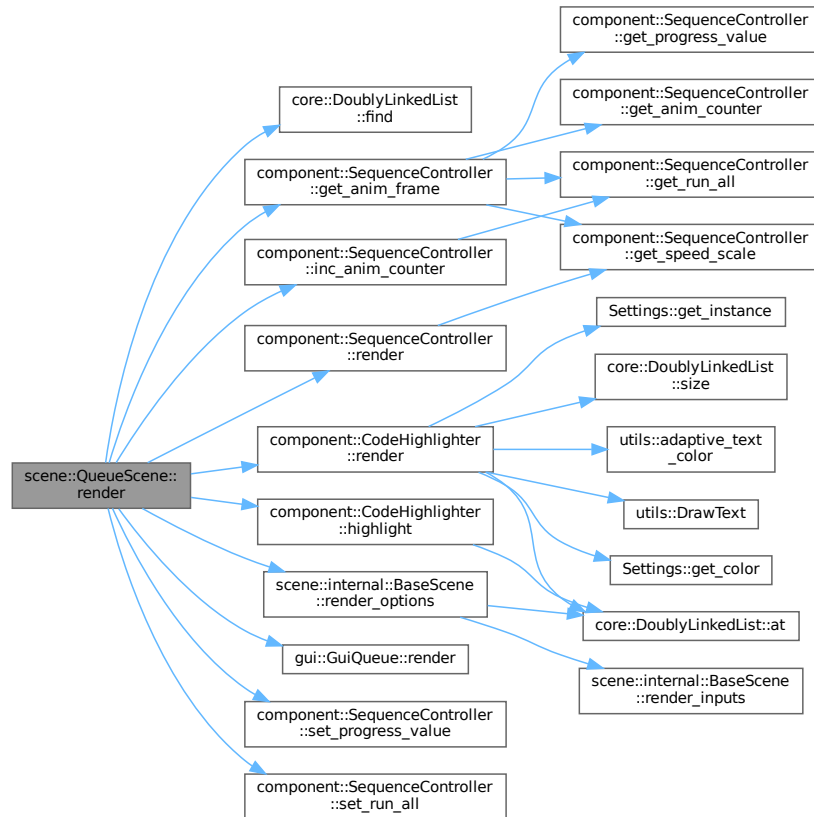 scene::QueueScene::
render
core::DoublyLinkedList
::find
component::SequenceController
::get_anim_frame
component::SequenceController
::inc_anim_counter
component::SequenceController
::render
component::CodeHighlighter
::render
component::CodeHighlighter
::highlight
scene::internal::BaseScene
::render_options
gui::GuiQueue::render
component::SequenceController
::set_progress_value
component::SequenceController
::set_run_all
component::SequenceController
::get_progress_value
component::SequenceController
::get_anim_counter
component::SequenceController
::get_run_all
component::SequenceController
::get_speed_scale
Settings::get_instance
core::DoublyLinkedList
::size
utils::adaptive_text
_color
utils::DrawText
Settings::get_color
core::DoublyLinkedList::at
scene::internal::BaseScene
::render_inputs